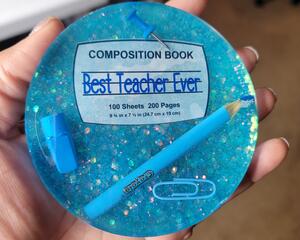 COMPOSITION BOOK
Best Teacher Ever
100 Sheets 200 Pages
9 ¾ in x 7 ½ in (24.7 cm x 19 cm)